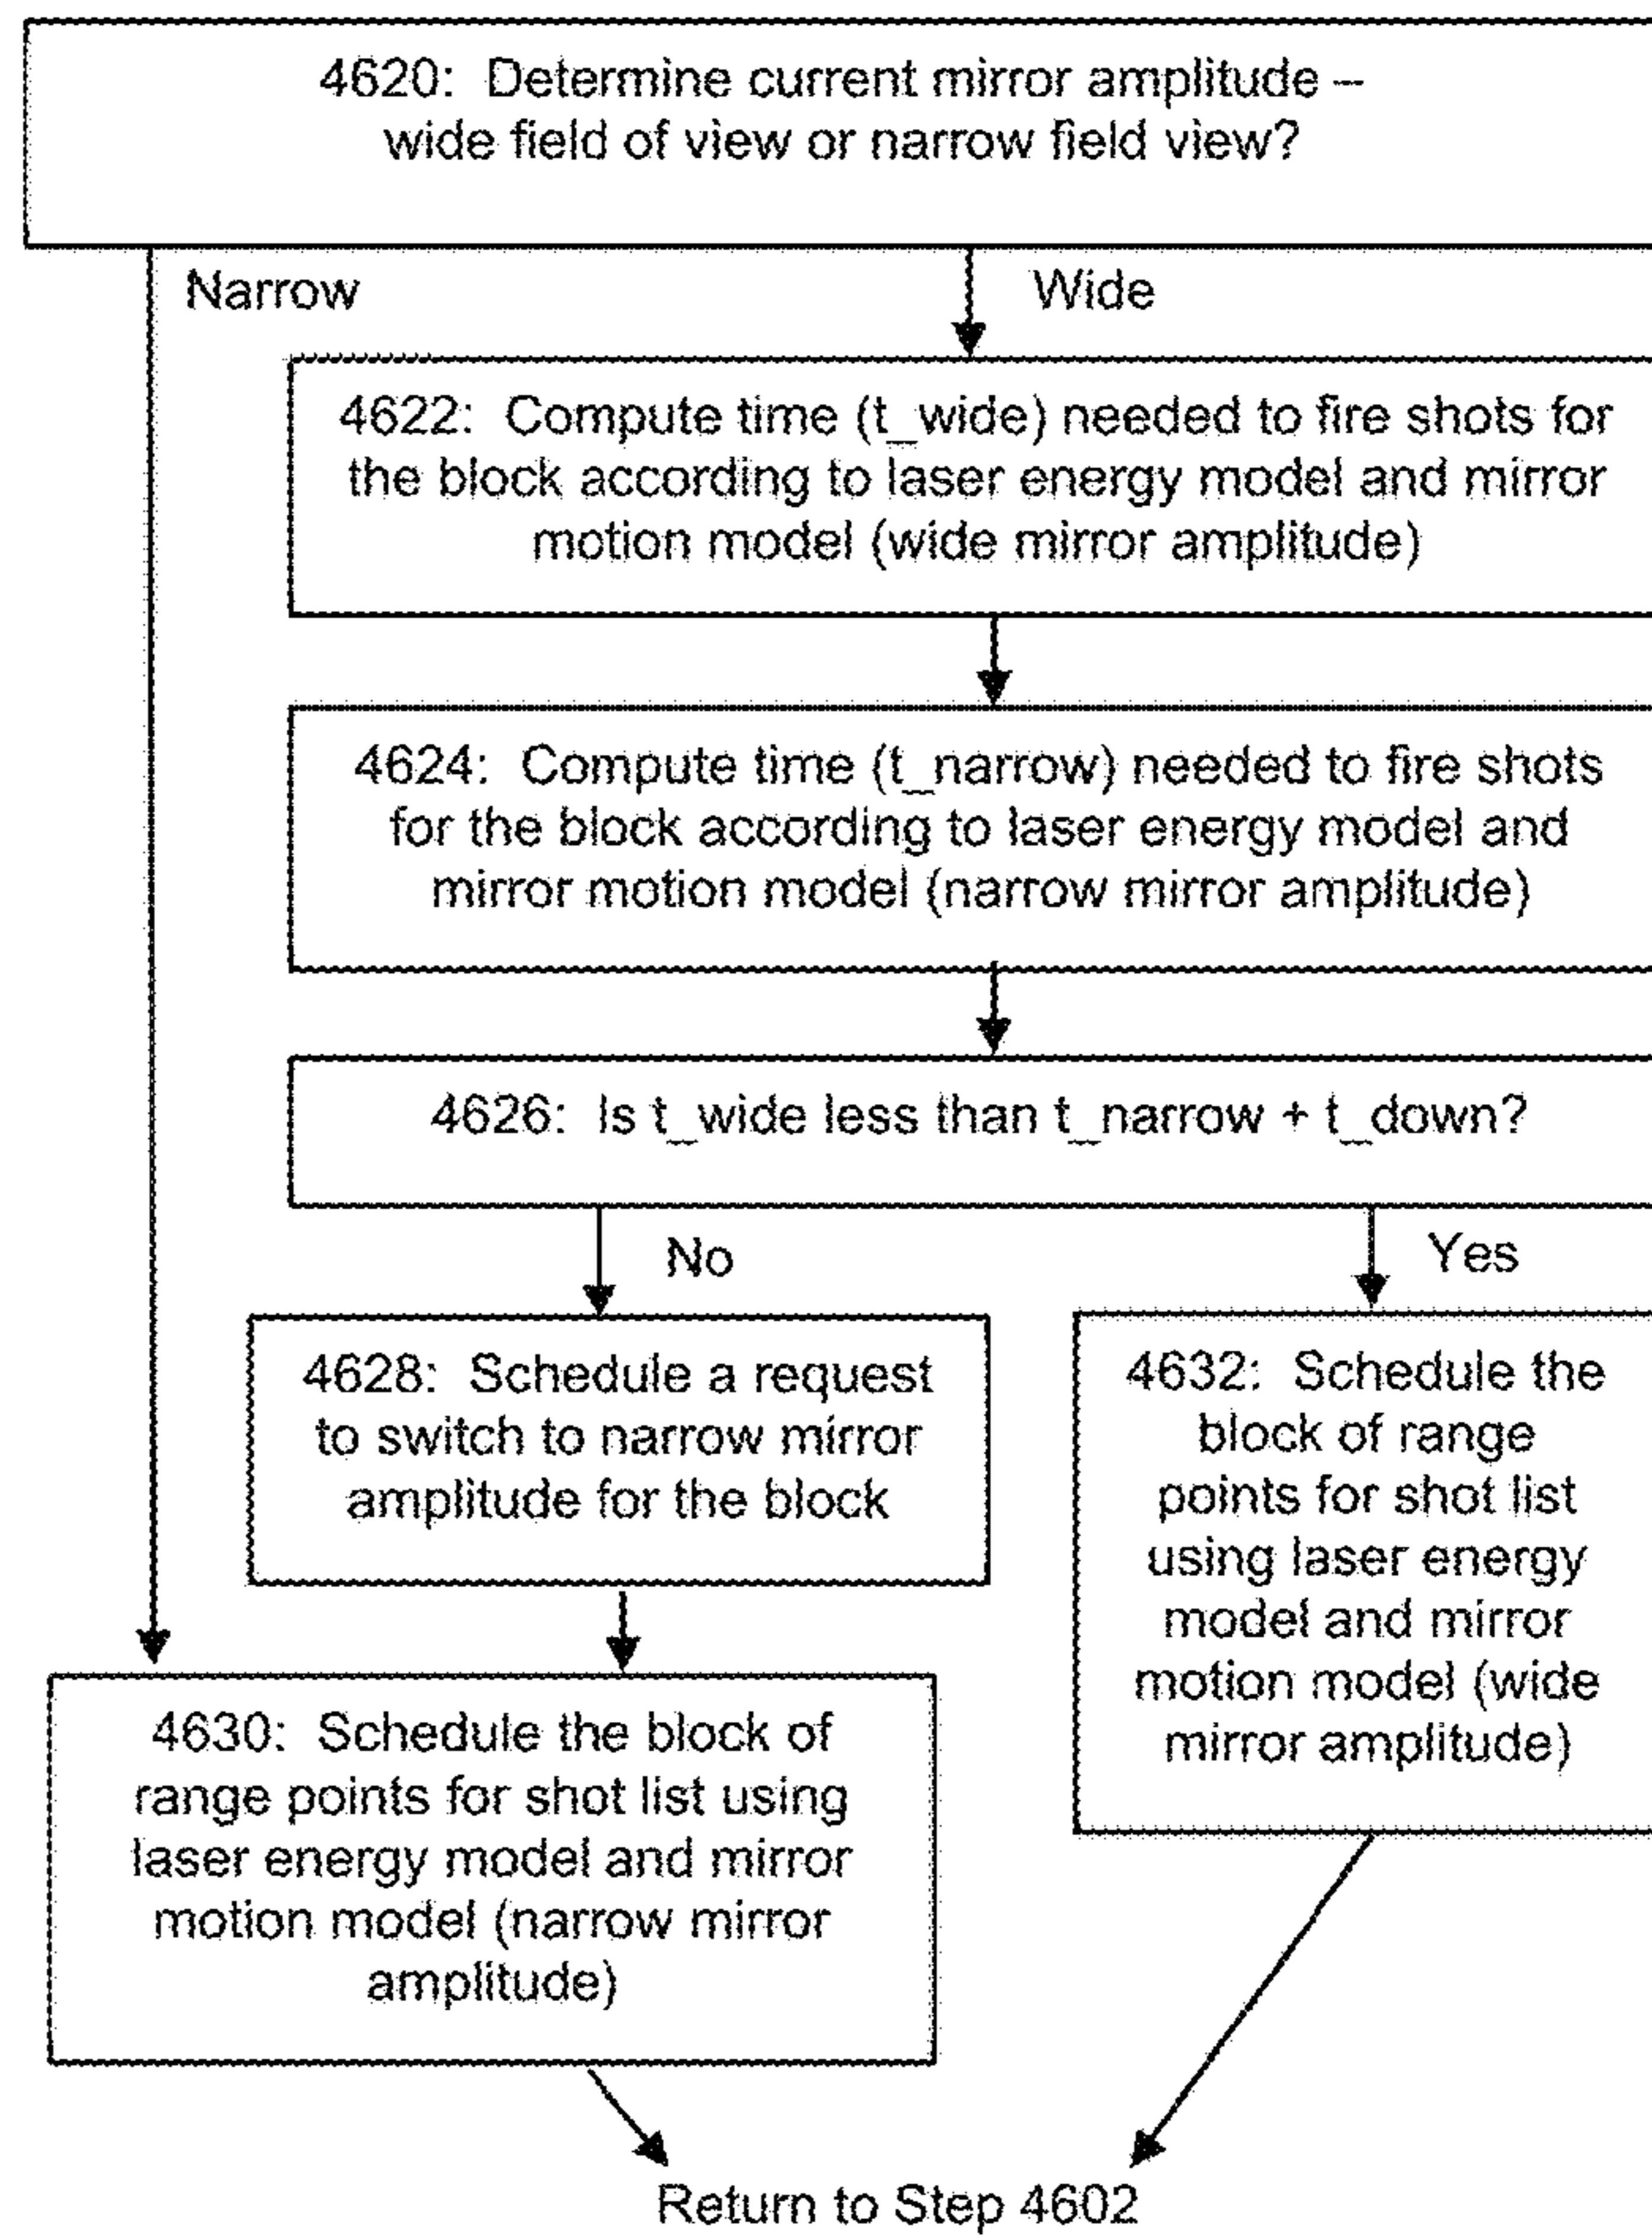 4620: Determine current mirror amplitude –
wide field of view or narrow field view?
Narrow
Wide
4622: Compute time (t_wide) needed to fire shots for
the block according to laser energy model and mirror
motion model (wide mirror amplitude)
4624: Compute time (t_narrow) needed to fire shots
for the block according to laser energy model and
mirror motion model (narrow mirror amplitude)
4626: Is t_wide less than t_narrow + t_down?
No
Yes
4628: Schedule a request
to switch to narrow mirror
amplitude for the block
4632: Schedule the
block of range
points for shot list
using laser energy
model and mirror
motion model (wide
mirror amplitude)
4630: Schedule the block of
range points for shot list using
laser energy model and mirror
motion model (narrow mirror
amplitude)
Return to Step 4602